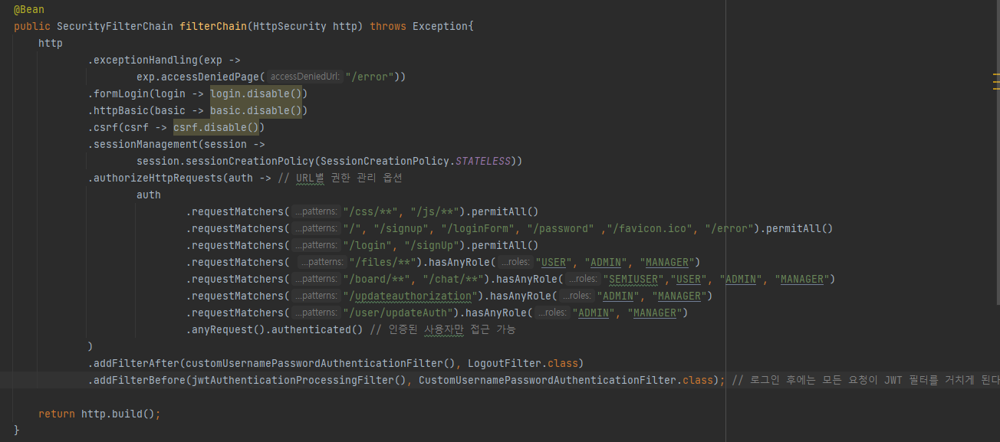 @Bean
public SecurityFilterChain filterChain(HttpSecurity http) throws Exception{
    http
            .exceptionHandling(exp ->
                    exp.accessDeniedPage( accessDeniedUrl: "/error"))
            .formLogin(login -> login.disable())
            .httpBasic(basic -> basic.disable())
            .csrf(csrf -> csrf.disable())
            .sessionManagement(session ->
                    session.sessionCreationPolicy(SessionCreationPolicy.STATELESS))
            .authorizeHttpRequests(auth -> // URL별 권한 관리 옵션
                    auth
                            .requestMatchers( ...patterns: "/css/**", "/js/**").permitAll()
                            .requestMatchers( ...patterns: "/", "/signup", "/loginForm", "/password" ,"/favicon.ico", "/error").permitAll()
                            .requestMatchers( ...patterns: "/login", "/signUp").permitAll()
                            .requestMatchers( ...patterns: "/files/**").hasAnyRole( ...roles: "USER", "ADMIN", "MANAGER")
                            .requestMatchers( ...patterns: "/board/**", "/chat/**").hasAnyRole( ...roles: "SEMIUSER","USER", "ADMIN", "MANAGER")
                            .requestMatchers( ...patterns: "/updateauthorization").hasAnyRole( ...roles: "ADMIN", "MANAGER")
                            .requestMatchers( ...patterns: "/user/updateAuth").hasAnyRole( ...roles: "ADMIN", "MANAGER")
                            .anyRequest().authenticated() // 인증된 사용자만 접근 가능
            )
            .addFilterAfter(customUsernamePasswordAuthenticationFilter(), LogoutFilter.class)
            .addFilterBefore(jwtAuthenticationProcessingFilter(), CustomUsernamePasswordAuthenticationFilter.class); // 로그인 후에는 모든 요청이 JWT 필터를 거치게 된다
    return http.build();
}